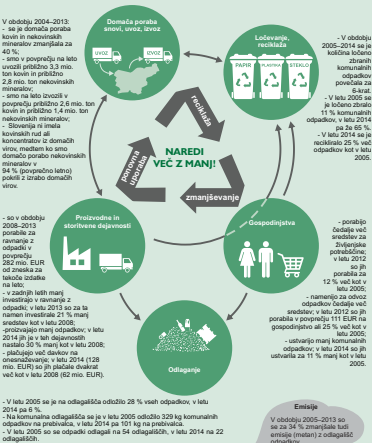 V obdobju 2004–2013:
- se je domača poraba
kovin in nekovinskih
mineralov zmanjšala za
40 %;
- smo v povprečju na leto
uvozili približno 3,3 mio.
ton kovin in približno
2,8 mio. ton nekovinskih
mineralov;
- smo na leto izvozili v
povprečju približno 2,6 mio. ton
kovin in približno 1,4 mio. ton
nekovinskih mineralov;
- Slovenija ni imela
kovinskih rud ali
koncentratov iz domačih
virov, medtem ko smo
domačo porabo nekovinskih
mineralov v
94 % (povprečno letno)
pokrili z izrabo domačih
virov.
Domača poraba
snovi, uvoz, izvoz
UVOZ
IZVOZ
Ločevanje,
reciklaža
PAPIR
PLASTIKA
STEKLO
- V obdobju
2005–2014 se je
količina ločeno
zbranih
komunalnih
odpadkov
povečala za
6-krat.
- V letu 2005 se
je ločeno zbralo
11 % komunalnih
odpadkov, v letu 2014
pa že 65 %.
- V letu 2014 se je
recikliralo 25 % več
odpadkov kot v letu
2005.
reciklaža
NAREDI
VEČ Z MANJ!
ponovna
uporaba
zmanjševanje
- so v obdobju
2008–2013
porabile za
ravnanje z
odpadki v
povprečju
282 mio. EUR
od zneska za
tekoče izdatke
na leto;
- v zadnjih letih manj
investirajo v ravnanje z
odpadki; v letu 2013 so za ta
namen investirale 21 % manj
sredstev kot v letu 2008;
-proizvajajo manj odpadkov; v letu
2014 jih je v teh dejavnostih
nastalo 30 % manj kot v letu 2008;
- plačujejo več davkov na
onesnaževanje; v letu 2014 (128
mio. EUR) so jih plačale dvakrat
več kot v letu 2008 (62 mio. EUR).
Proizvodne in
storitvene dejavnosti
Gospodinjstva
- porabijo
čedalje več
sredstev za
življenjske
potrebščine;
v letu 2012
so jih
porabila za
12 % več kot v
letu 2005;
- namenijo za odvoz
odpadkov čedalje več
sredstev; v letu 2012 so jih
porabila v povprečju 111 EUR na
gospodinjstvo ali 25 % več kot v
letu 2005;
- ustvarijo manj komunalnih
odpadkov; v letu 2014 so jih
ustvarila za 11 % manj kot v letu
2005.
Odlaganje
- V letu 2005 se je na odlagališča odložilo 28 % vseh odpadkov, v letu
2014 pa 6 %.
- Na komunalna odlagališča se je v letu 2005 odložilo 329 kg komunalnih
odpadkov na prebivalca, v letu 2014 pa 101 kg na prebivalca.
- V letu 2005 so se odpadki odlagali na 54 odlagališčih, v letu 2014 na 22
odlagališčih.
Emisije
V obdobju 2005–2013 so
se za 34 % zmanjšale tudi
emisije (metan) z odlagališč
odpadkov.